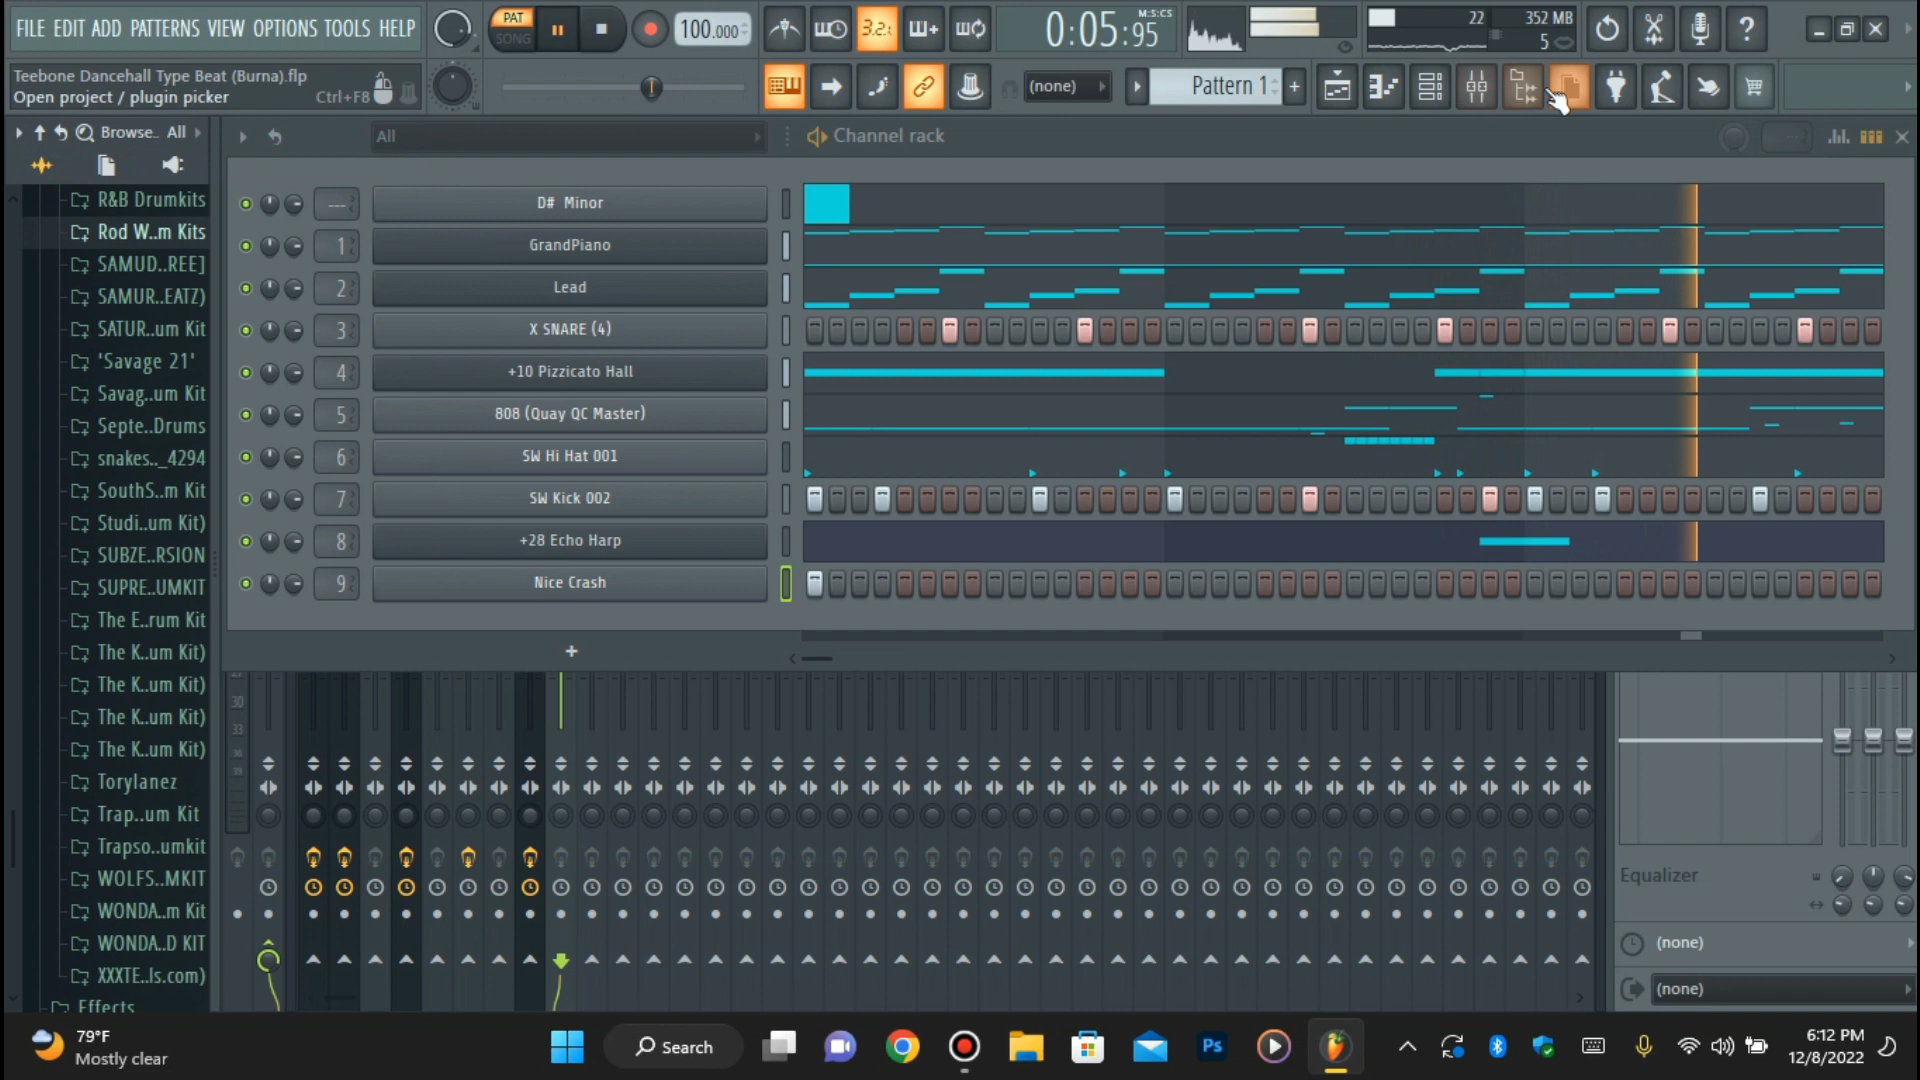 FILE EDIT ADD PATTERNS VIEW OPTIONS TOOLS HELP
PAT
SONG
100.000
3.2.
0:05:95
M:S:CS
22
352 MB
5
Teebone Dancehall Type Beat (Burna).flp
Open project / plugin picker
Ctrl+F8
(none)
Pattern 1
Browse..
All
All
Channel rack
R&B Drumkits
Rod W..m Kits
SAMUD..REE]
SAMUR..EATZ)
SATUR..um Kit
'Savage 21'
Savag..um Kit
Septe..Drums
snakes.._4294
SouthS..m Kit
Studi..um Kit)
SUBZE..RSION
SUPRE..UMKIT
The E..rum Kit
The K..um Kit)
The K..um Kit)
The K..um Kit)
The K..um Kit)
Torylanez
Trap..um Kit
Trapso..umkit
WOLFS..MKIT
WONDA..m Kit
WONDA..D KIT
XXXTE..ls.com)
Effects
--- D# Minor
1 GrandPiano
2 Lead
3 X SNARE (4)
4 +10 Pizzicato Hall
5 808 (Quay QC Master)
6 SW Hi Hat 001
7 SW Kick 002
8 +28 Echo Harp
9 Nice Crash
+
30
33
36
39
Equalizer
(none)
(none)
79°F
Mostly clear
Search
Ps
6:12 PM
12/8/2022